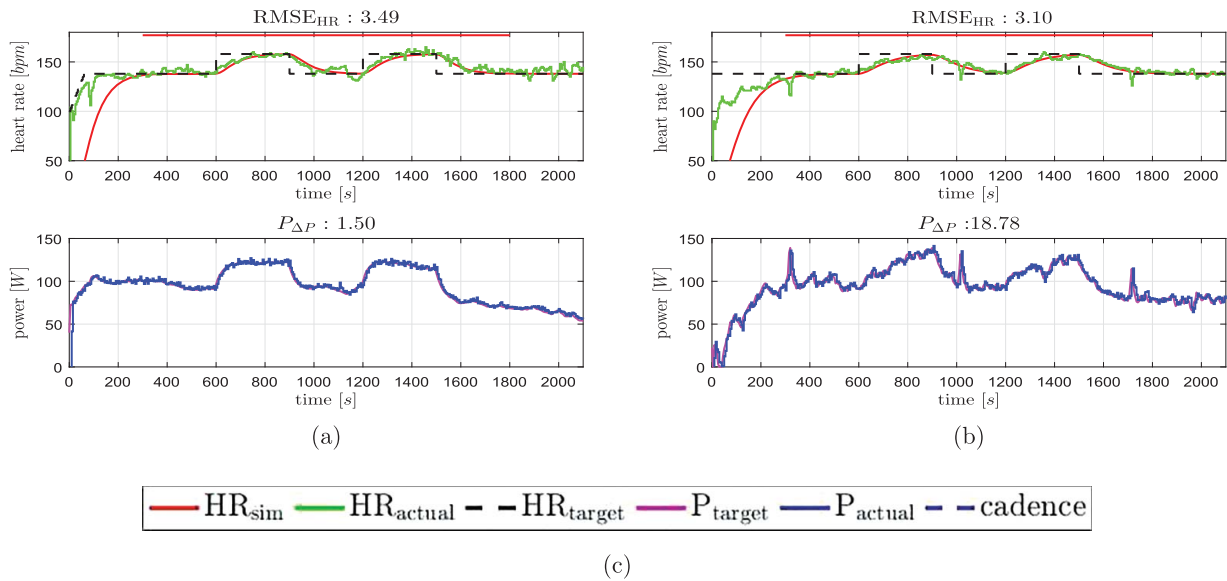 RMSE_HR : 3.49
heart rate [bpm]
150
100
50
0 200 400 600 800 1000 1200 1400 1600 1800 2000
time [s]
P_ΔP : 1.50
power [W]
150
100
50
0
0 200 400 600 800 1000 1200 1400 1600 1800 2000
time [s]
(a)
RMSE_HR : 3.10
heart rate [bpm]
150
100
50
0 200 400 600 800 1000 1200 1400 1600 1800 2000
time [s]
P_ΔP :18.78
power [W]
150
100
50
0
0 200 400 600 800 1000 1200 1400 1600 1800 2000
time [s]
(b)
HR_sim HR_actual HR_target P_target P_actual cadence
(c)